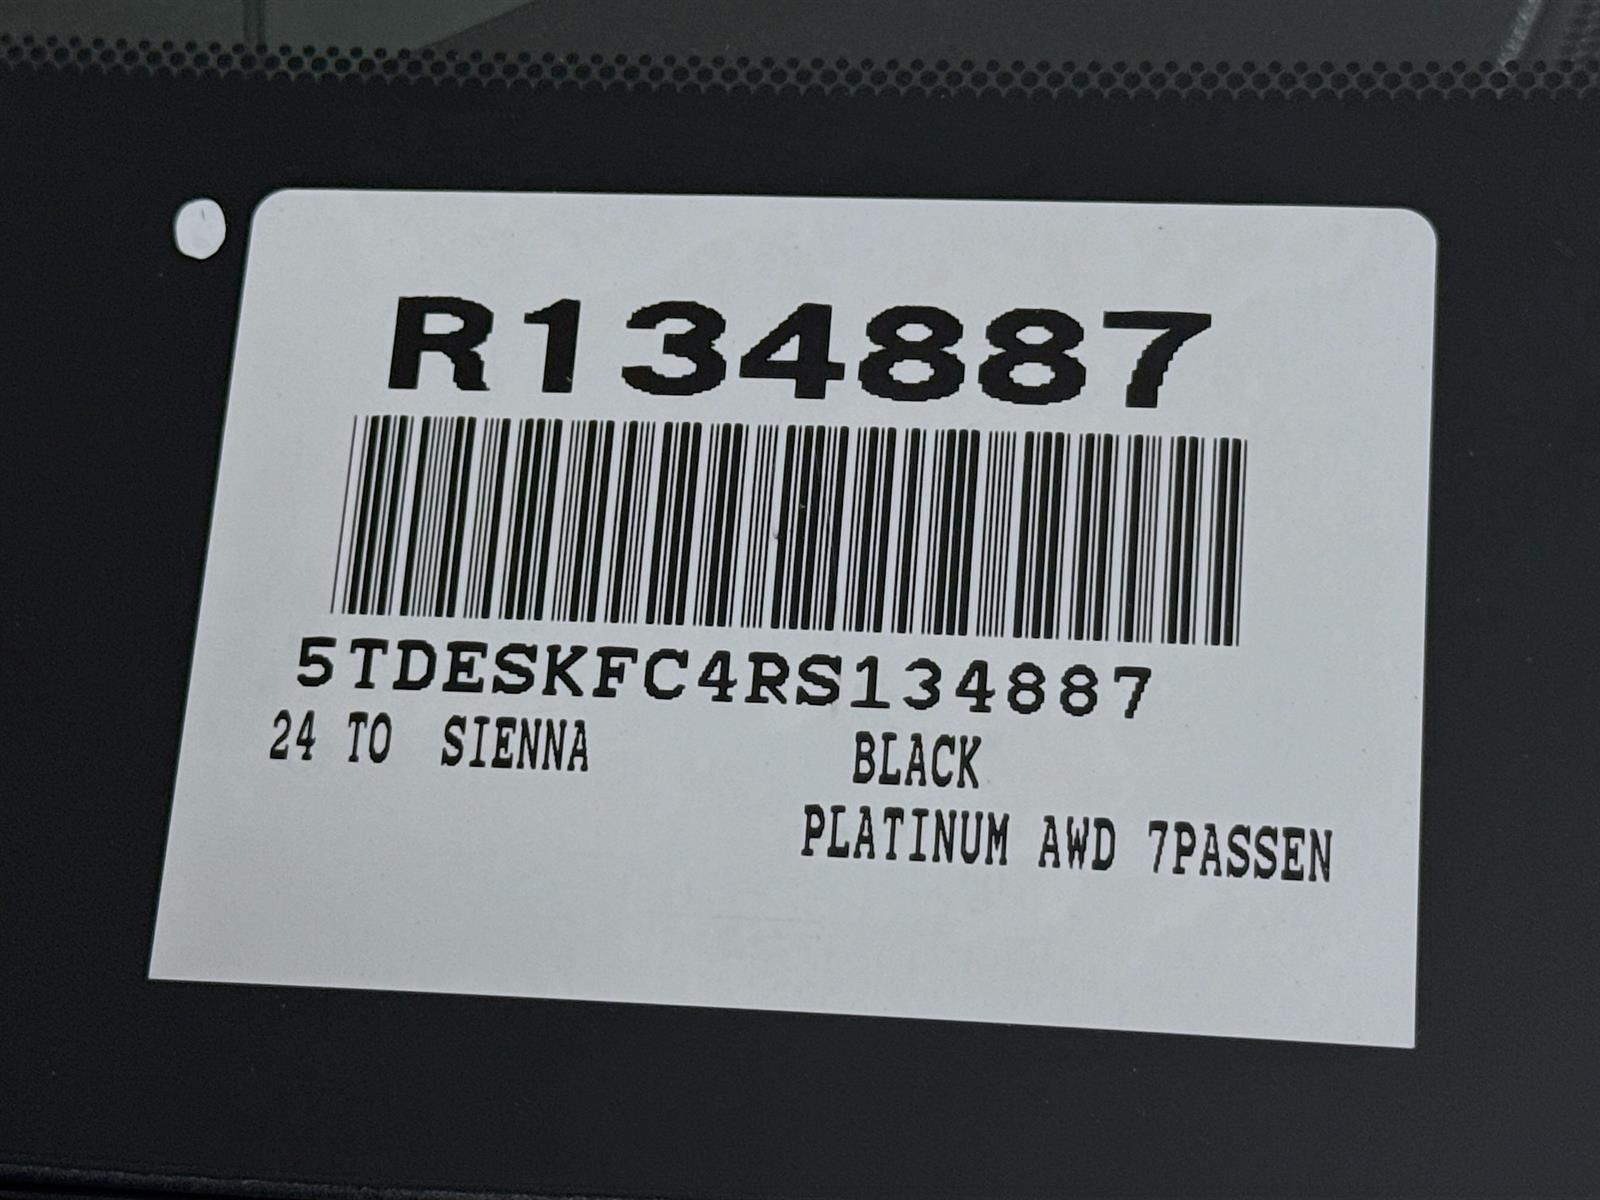 R134887
5TDESKFC4RS134887
24 TO SIENNA BLACK
PLATINUM AWD 7PASSEN